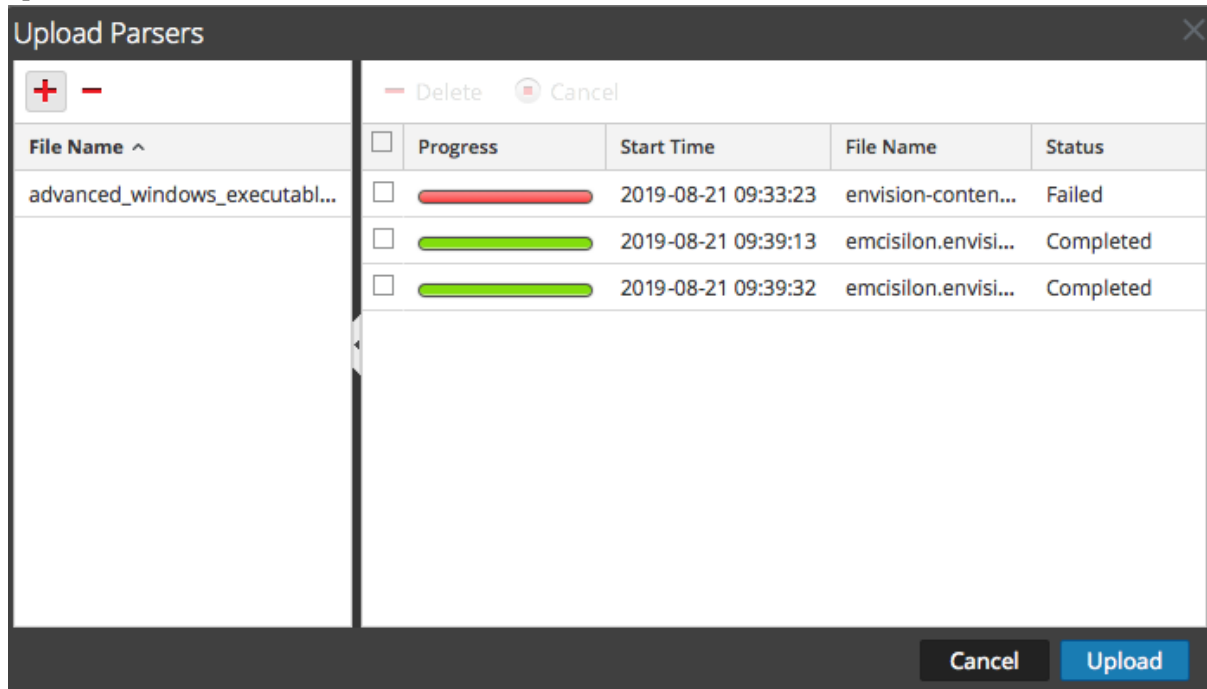 Upload Parsers
Delete Cancel
File Name Progress Start Time File Name Status
advanced_windows_executabl... 2019-08-21 09:33:23 envision-conten... Failed
2019-08-21 09:39:13 emcisilon.envisi... Completed
2019-08-21 09:39:32 emcisilon.envisi... Completed
Cancel Upload